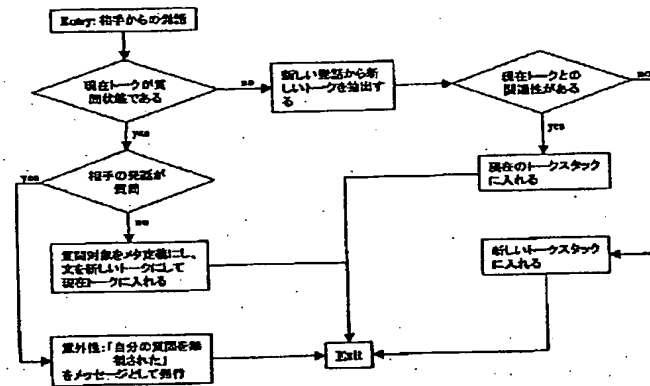 Entry: 相手からの発話
現在トークが質
問状態である
no
新しい発話から新
しいトークを抽出す
る
現在トークとの
関連性がある
no
yes
yes
現在のトークスタック
に入れる
yes
相手の発話が
質問
no
質問対象をメタ定義にし、
文を新しいトークにして
現在トークに入れる
新しいトークスタック
に入れる
no
意外性:「自分の質問を無
視された」
をメッセージとして発行
Exit